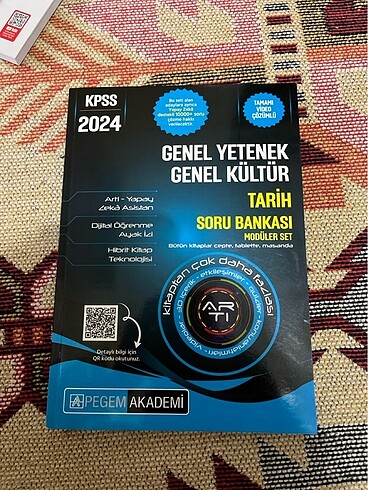 KPSS
2024
Bu seti alan
adaylara ayrıca
Yapay Zekâ
destekli 10000+ soru
çözme hakkı
verilecektir.
TAMAMI
VİDEO
ÇÖZÜMLÜ
GENEL YETENEK
GENEL KÜLTÜR
TARİH
SORU BANKASI
MODÜLER SET
Bütün kitaplar cepte, tablette, masanda
Artı - Yapay
Zekâ Asistan
Dijital Öğrenme
Ayak İzi
Hibrit Kitap
Teknolojisi
kitaptan çok daha fazlası
ARTI
Detaylı bilgi için
QR kodu okutunuz.
PEGEM AKADEMİ